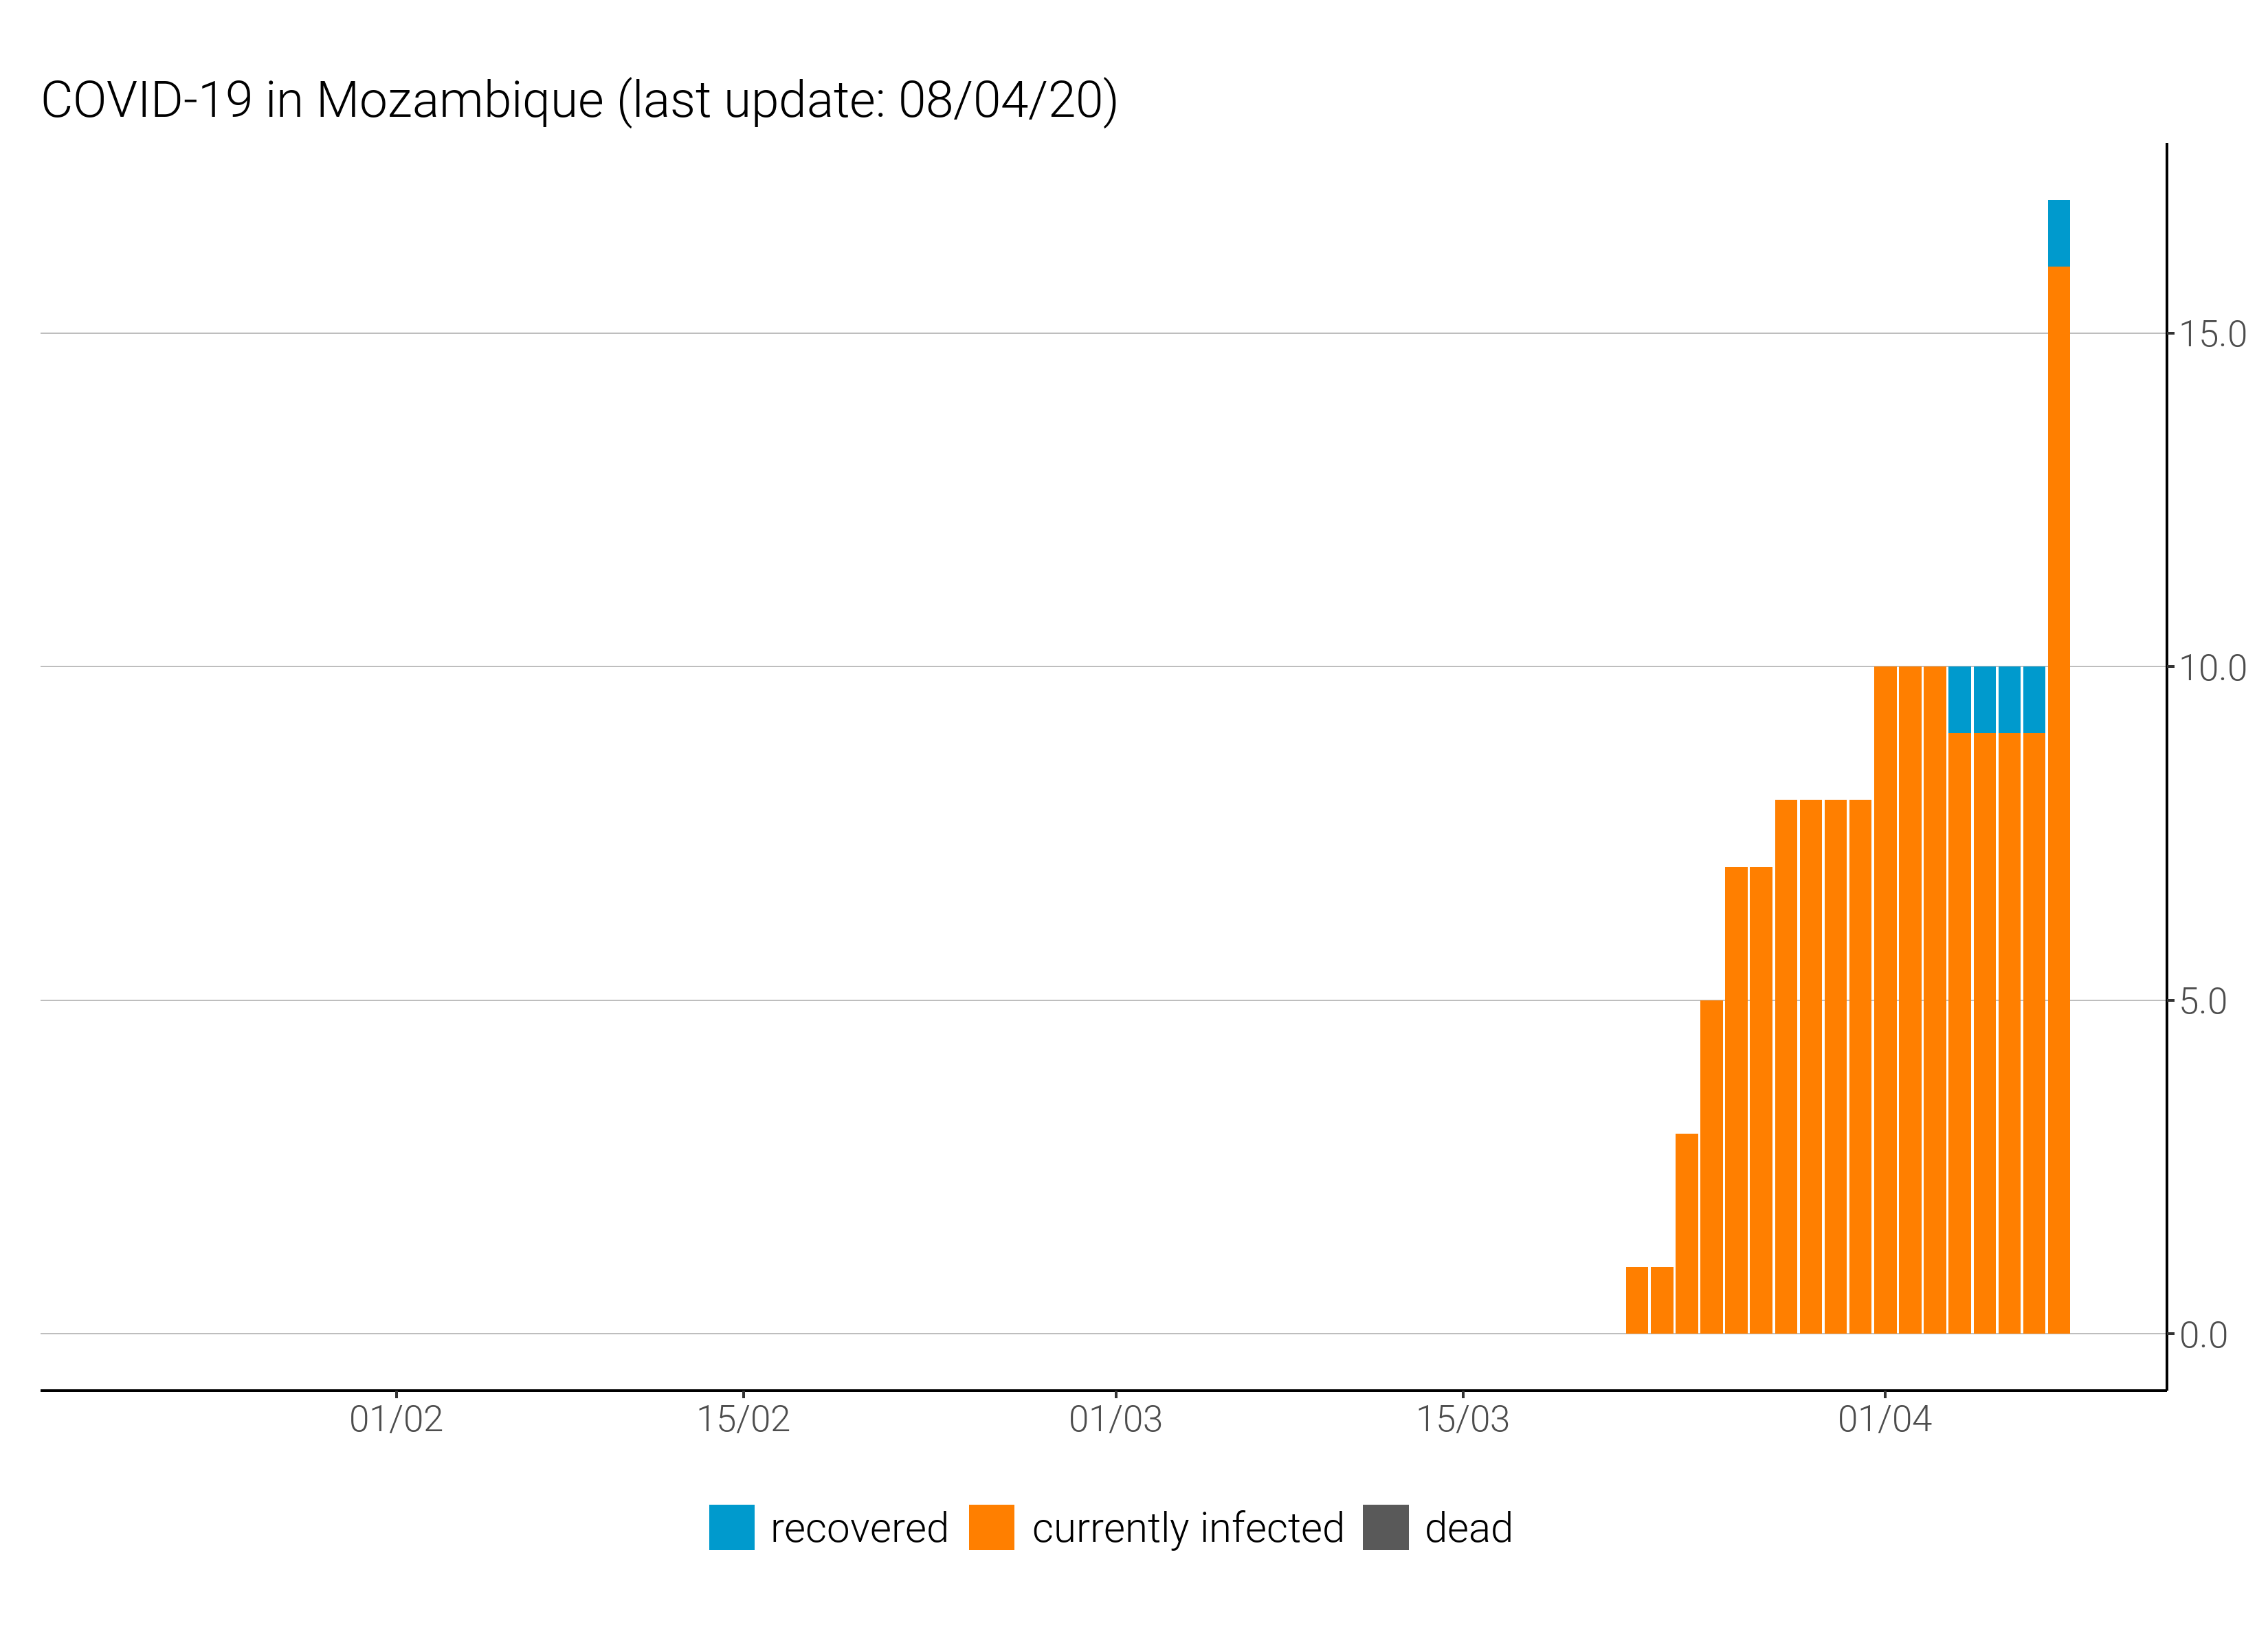 COVID-19 in Mozambique (last update: 08/04/20)
15.0
10.0
5.0
0.0
01/02 15/02 01/03 15/03 01/04
recovered currently infected dead